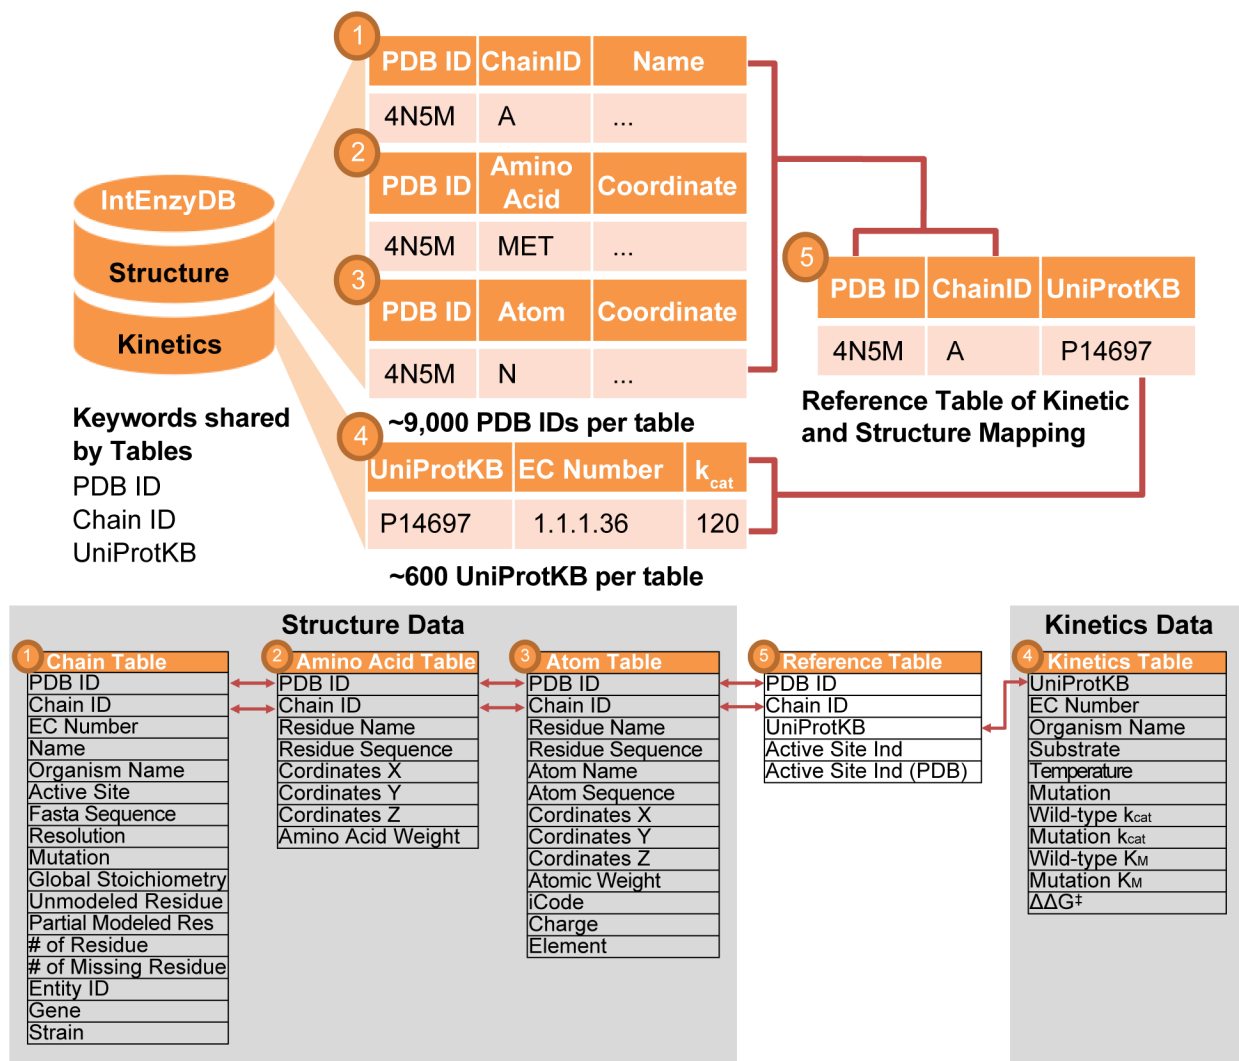 1
PDB ID ChainID Name
4N5M A ...
2
PDB ID Amino Acid Coordinate
4N5M MET ...
3
PDB ID Atom Coordinate
4N5M N ...
~9,000 PDB IDs per table
IntEnzyDB
Structure
Kinetics
Keywords shared
by Tables
PDB ID
Chain ID
UniProtKB
4
UniProtKB EC Number kcat
P14697 1.1.1.36 120
~600 UniProtKB per table
5
PDB ID ChainID UniProtKB
4N5M A P14697
Reference Table of Kinetic
and Structure Mapping
Structure Data
1 Chain Table
PDB ID
Chain ID
EC Number
Name
Organism Name
Active Site
Fasta Sequence
Resolution
Mutation
Global Stoichiometry
Unmodeled Residue
Partial Modeled Res
# of Residue
# of Missing Residue
Entity ID
Gene
Strain
2 Amino Acid Table
PDB ID
Chain ID
Residue Name
Residue Sequence
Cordinates X
Cordinates Y
Cordinates Z
Amino Acid Weight
3 Atom Table
PDB ID
Chain ID
Residue Name
Residue Sequence
Atom Name
Atom Sequence
Cordinates X
Cordinates Y
Cordinates Z
Atomic Weight
iCode
Charge
Element
5 Reference Table
PDB ID
Chain ID
UniProtKB
Active Site Ind
Active Site Ind (PDB)
Kinetics Data
4 Kinetics Table
UniProtKB
EC Number
Organism Name
Substrate
Temperature
Mutation
Wild-type kcat
Mutation kcat
Wild-type KM
Mutation KM
ΔΔG‡